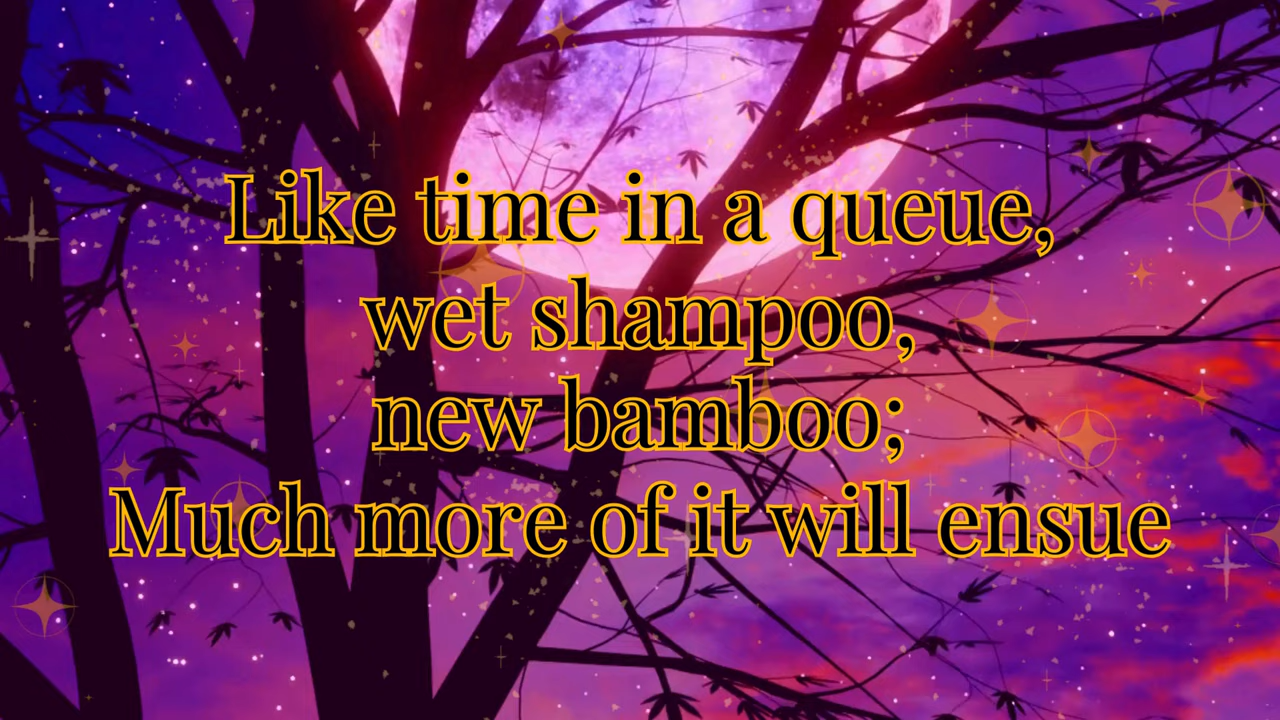 Like time in a queue,
wet shampoo,
new bamboo;
Much more of it will ensue